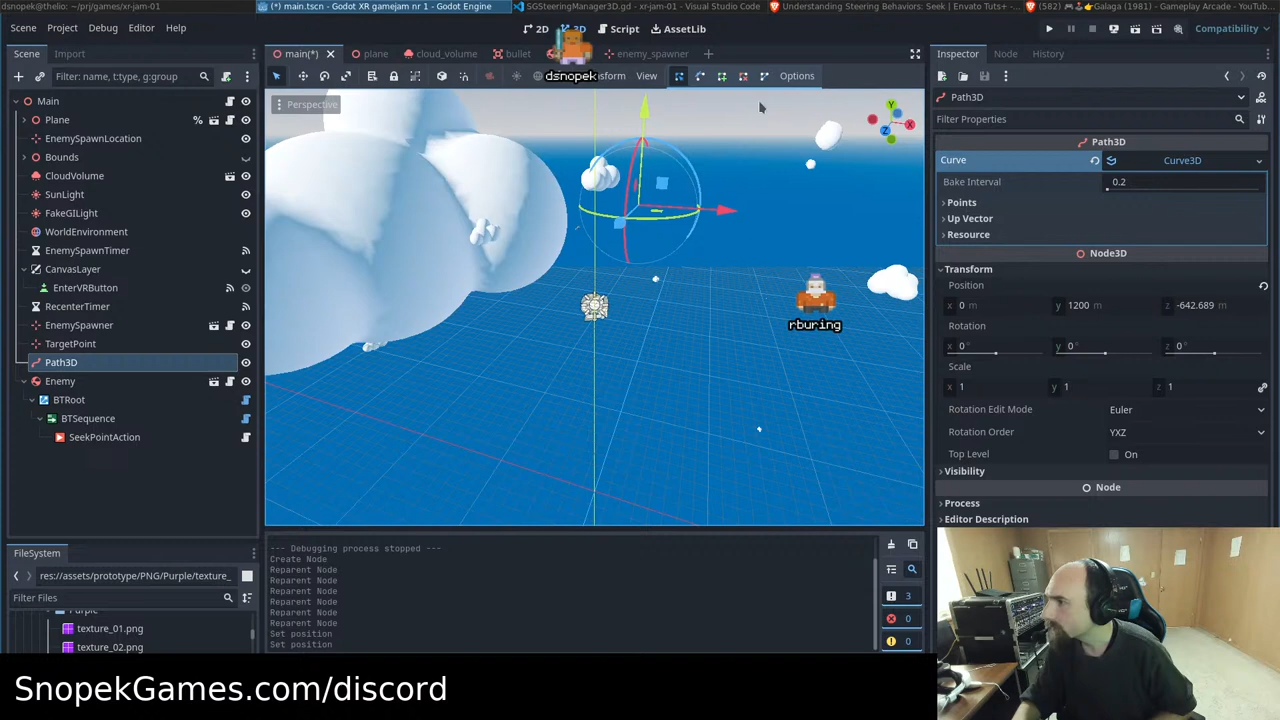 dsnopek@thelio: ~/prj/games/xr-jam-01
(*) main.tscn - Godot XR gamejam nr 1 - Godot Engine
SGSteeringManager3D.gd - xr-jam-01 - Visual Studio Code
Understanding Steering Behaviors: Seek | Envato Tuts+ -...
(582) Galaga (1981) - Gameplay Arcade - YouTub...
Scene Project Debug Editor Help
2D 3D Script AssetLib
Compatibility
Scene Import
main(*) plane cloud_volume bullet enemy_spawner
Inspector Node History
Filter: name, t:type, g:group
dsnopek
View Options
Perspective
Y
X
Z
Main
Plane %
EnemySpawnLocation
Bounds
CloudVolume
SunLight
FakeGILight
WorldEnvironment
EnemySpawnTimer
CanvasLayer
EnterVRButton
RecenterTimer
EnemySpawner
TargetPoint
Path3D
Enemy
BTRoot
BTSequence
SeekPointAction
rburing
Path3D
Filter Properties
Path3D
Curve Curve3D
Bake Interval 0.2
Points
Up Vector
Resource
Node3D
Transform
Position
x 0 m y 1200 m z -642.689 m
Rotation
x 0 ° y 0 ° z 0 °
Scale
x 1 y 1 z 1
Rotation Edit Mode Euler
Rotation Order YXZ
Top Level On
Visibility
Node
Process
Editor Description
FileSystem
res://assets/prototype/PNG/Purple/texture_
Filter Files
Purple
texture_01.png
texture_02.png
--- Debugging process stopped ---
Create Node
Reparent Node
Reparent Node
Reparent Node
Reparent Node
Reparent Node
Reparent Node
Set position
Set position
3
0
0
SnopekGames.com/discord